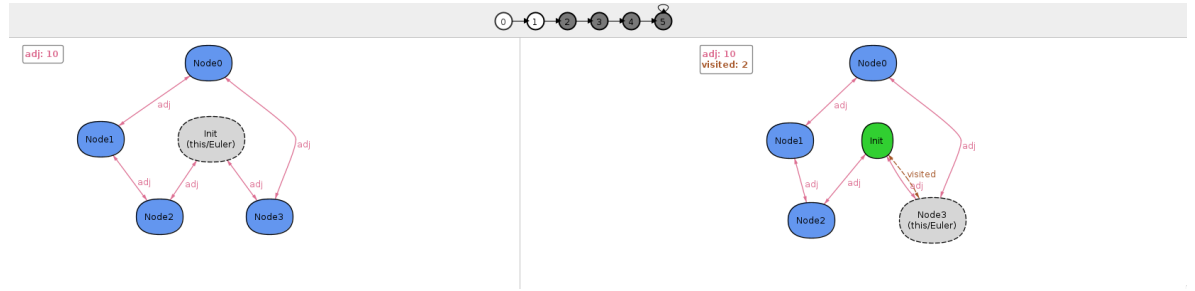 0 1 2 3 4 5
adj: 10
Node0
adj
Node1
Init
(this/Euler)
adj
adj
adj
adj
Node2
Node3
adj: 10
visited: 2
Node0
adj
Node1
Init
adj
visited
adj
adj
adj
Node2
Node3
(this/Euler)